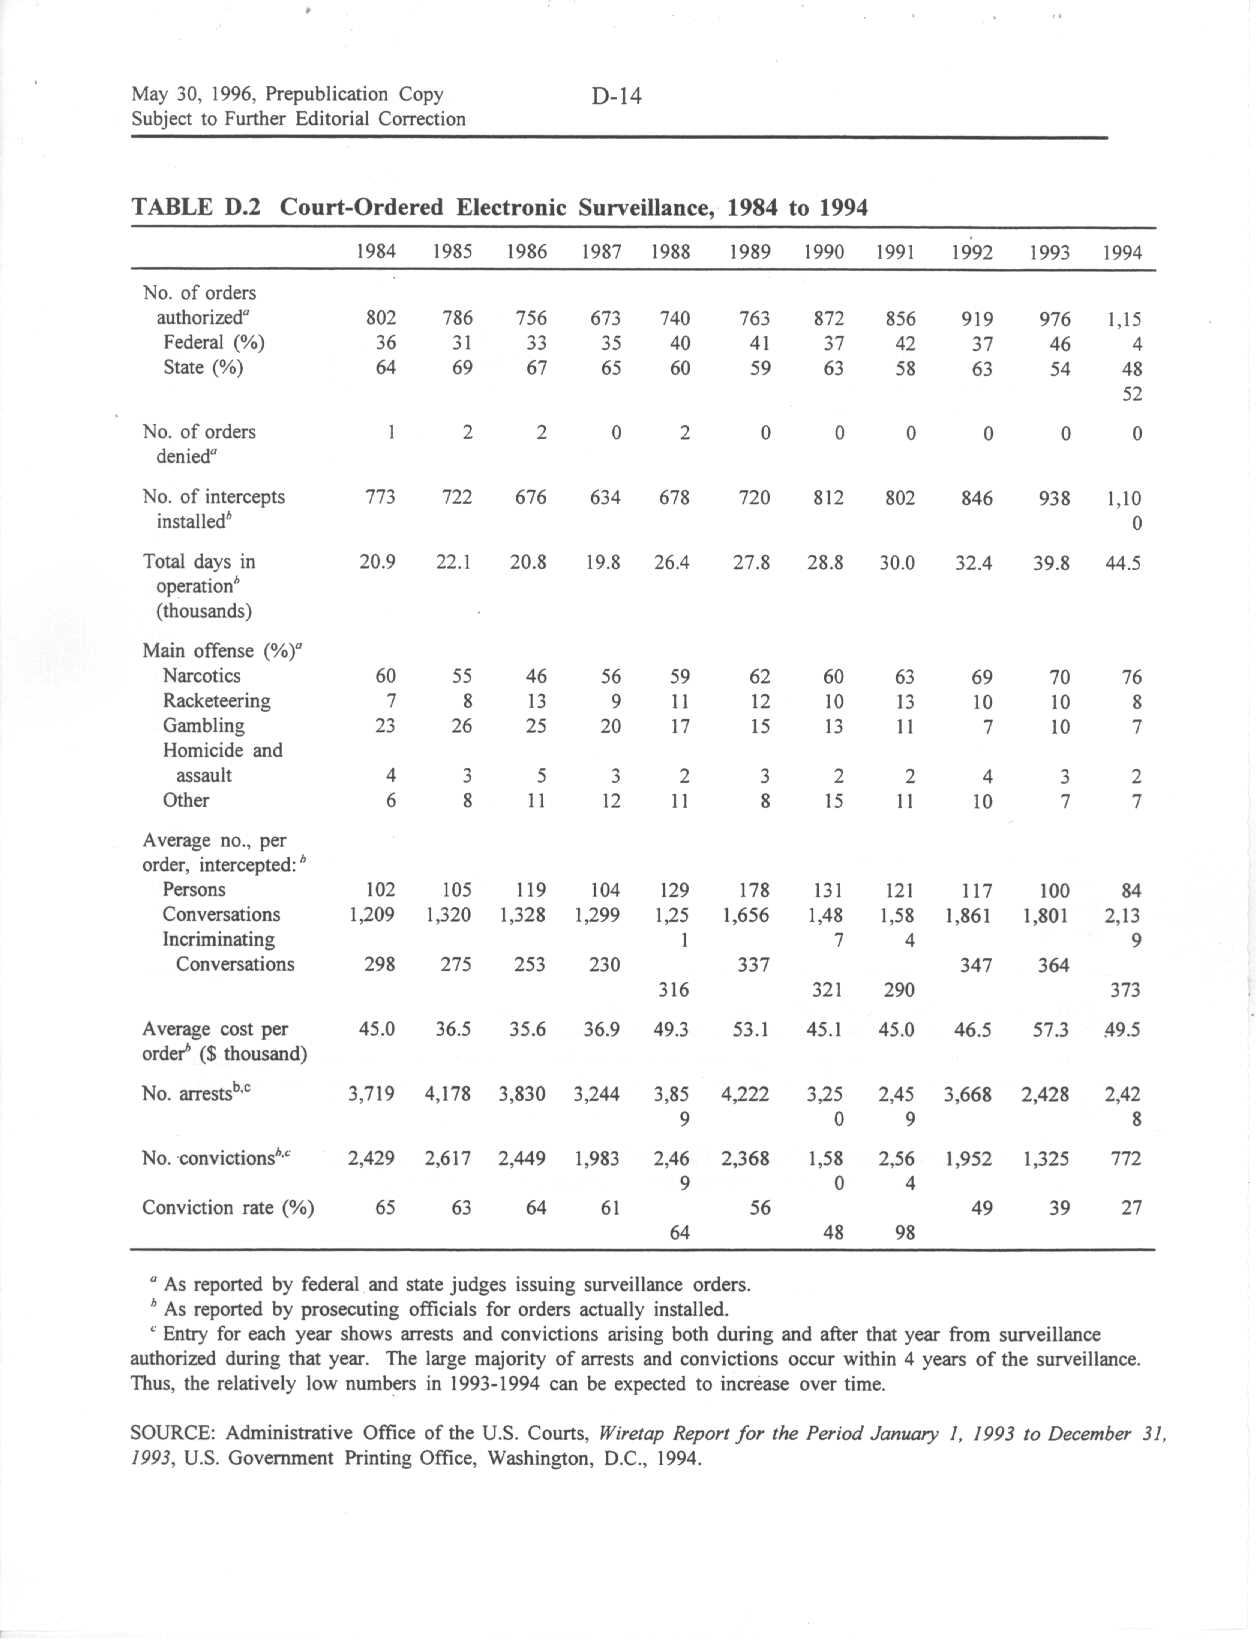 May 30, 1996, Prepublication Copy D-14
Subject to Further Editorial Correction
TABLE D.2 Court-Ordered Electronic Surveillance, 1984 to 1994
1984 1985 1986 1987 1988 1989 1990 1991 1992 1993 1994
No. of orders
authorizedᵃ 802 786 756 673 740 763 872 856 919 976 1,15
Federal (%) 36 31 33 35 40 41 37 42 37 46 4
State (%) 64 69 67 65 60 59 63 58 63 54 48
52
No. of orders 1 2 2 0 2 0 0 0 0 0 0
deniedᵃ
No. of intercepts 773 722 676 634 678 720 812 802 846 938 1,10
installedᵇ 0
Total days in 20.9 22.1 20.8 19.8 26.4 27.8 28.8 30.0 32.4 39.8 44.5
operationᵇ
(thousands)
Main offense (%)ᵃ
Narcotics 60 55 46 56 59 62 60 63 69 70 76
Racketeering 7 8 13 9 11 12 10 13 10 10 8
Gambling 23 26 25 20 17 15 13 11 7 10 7
Homicide and
assault 4 3 5 3 2 3 2 2 4 3 2
Other 6 8 11 12 11 8 15 11 10 7 7
Average no., per
order, intercepted:ᵇ
Persons 102 105 119 104 129 178 131 121 117 100 84
Conversations 1,209 1,320 1,328 1,299 1,25 1,656 1,48 1,58 1,861 1,801 2,13
Incriminating 1 7 4 9
Conversations 298 275 253 230 337 347 364
316 321 290 373
Average cost per 45.0 36.5 35.6 36.9 49.3 53.1 45.1 45.0 46.5 57.3 49.5
orderᵇ ($ thousand)
No. arrestsᵇ,ᶜ 3,719 4,178 3,830 3,244 3,85 4,222 3,25 2,45 3,668 2,428 2,42
9 0 9 8
No. convictionsᵇ,ᶜ 2,429 2,617 2,449 1,983 2,46 2,368 1,58 2,56 1,952 1,325 772
9 0 4
Conviction rate (%) 65 63 64 61 56 49 39 27
64 48 98
ᵃ As reported by federal and state judges issuing surveillance orders.
ᵇ As reported by prosecuting officials for orders actually installed.
ᶜ Entry for each year shows arrests and convictions arising both during and after that year from surveillance
authorized during that year. The large majority of arrests and convictions occur within 4 years of the surveillance.
Thus, the relatively low numbers in 1993-1994 can be expected to increase over time.
SOURCE: Administrative Office of the U.S. Courts, Wiretap Report for the Period January 1, 1993 to December 31,
1993, U.S. Government Printing Office, Washington, D.C., 1994.